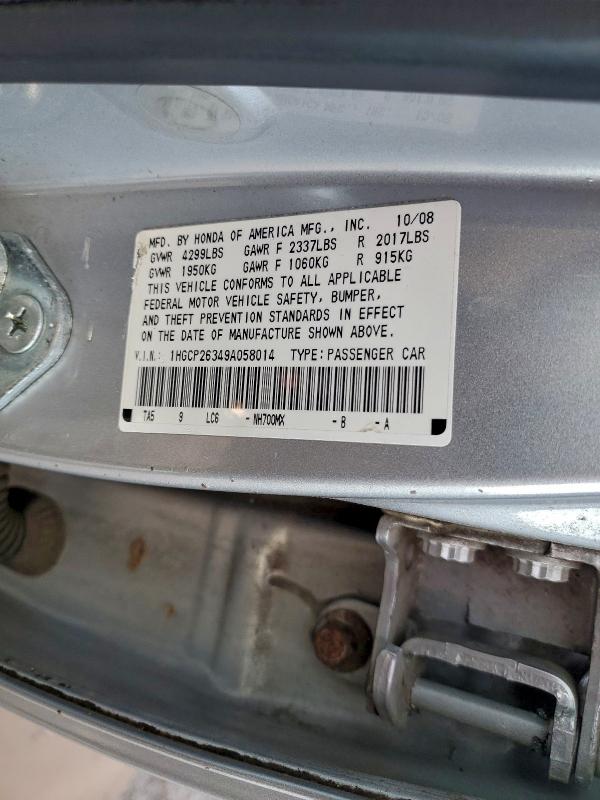 MFD. BY HONDA OF AMERICA MFG., INC. 10/08
GVWR 4299LBS GAWR F 2337LBS R 2017LBS
GVWR 1950KG GAWR F 1060KG R 915KG
THIS VEHICLE CONFORMS TO ALL APPLICABLE
FEDERAL MOTOR VEHICLE SAFETY, BUMPER,
AND THEFT PREVENTION STANDARDS IN EFFECT
ON THE DATE OF MANUFACTURE SHOWN ABOVE.
V.I.N.: 1HGCP26349A058014 TYPE: PASSENGER CAR
TA5 9 LC6 - NH700MX - B - A